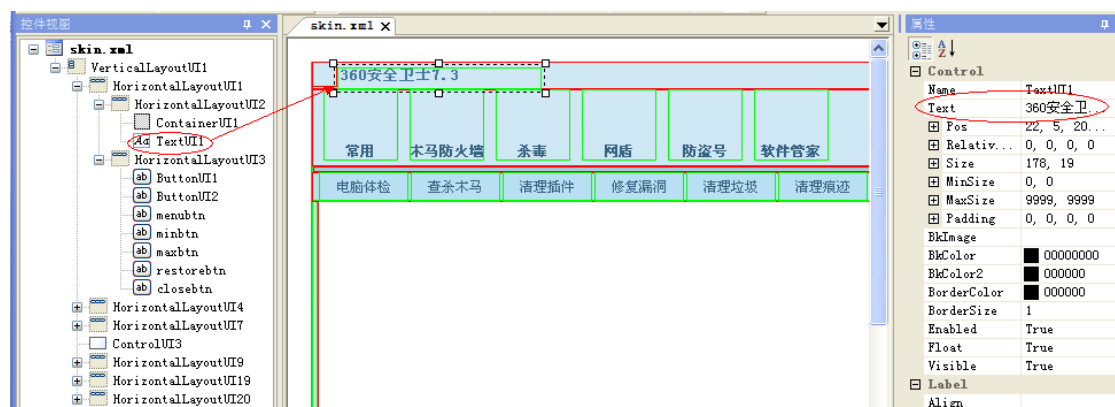 控件视图
skin.xml
VerticalLayoutUI1
HorizontalLayoutUI1
HorizontalLayoutUI2
ContainerUI1
TextUI1
HorizontalLayoutUI3
ButtonUI1
ButtonUI2
menubtn
minbtn
maxbtn
restorebtn
closebtn
HorizontalLayoutUI4
HorizontalLayoutUI7
ControlUI3
HorizontalLayoutUI9
HorizontalLayoutUI19
HorizontalLayoutUI20
skin.xml
360安全卫士7.3
常用 木马防火墙 杀毒 网盾 防盗号 软件管家
电脑体检 查杀木马 清理插件 修复漏洞 清理垃圾 清理痕迹
属性
Control
Name TextUI1
Text 360安全卫...
Pos 22, 5, 20...
Relativ... 0, 0, 0, 0
Size 178, 19
MinSize 0, 0
MaxSize 9999, 9999
Padding 0, 0, 0, 0
BkImage
BkColor 00000000
BkColor2 000000
BorderColor 000000
BorderSize 1
Enabled True
Float True
Visible True
Label
Align